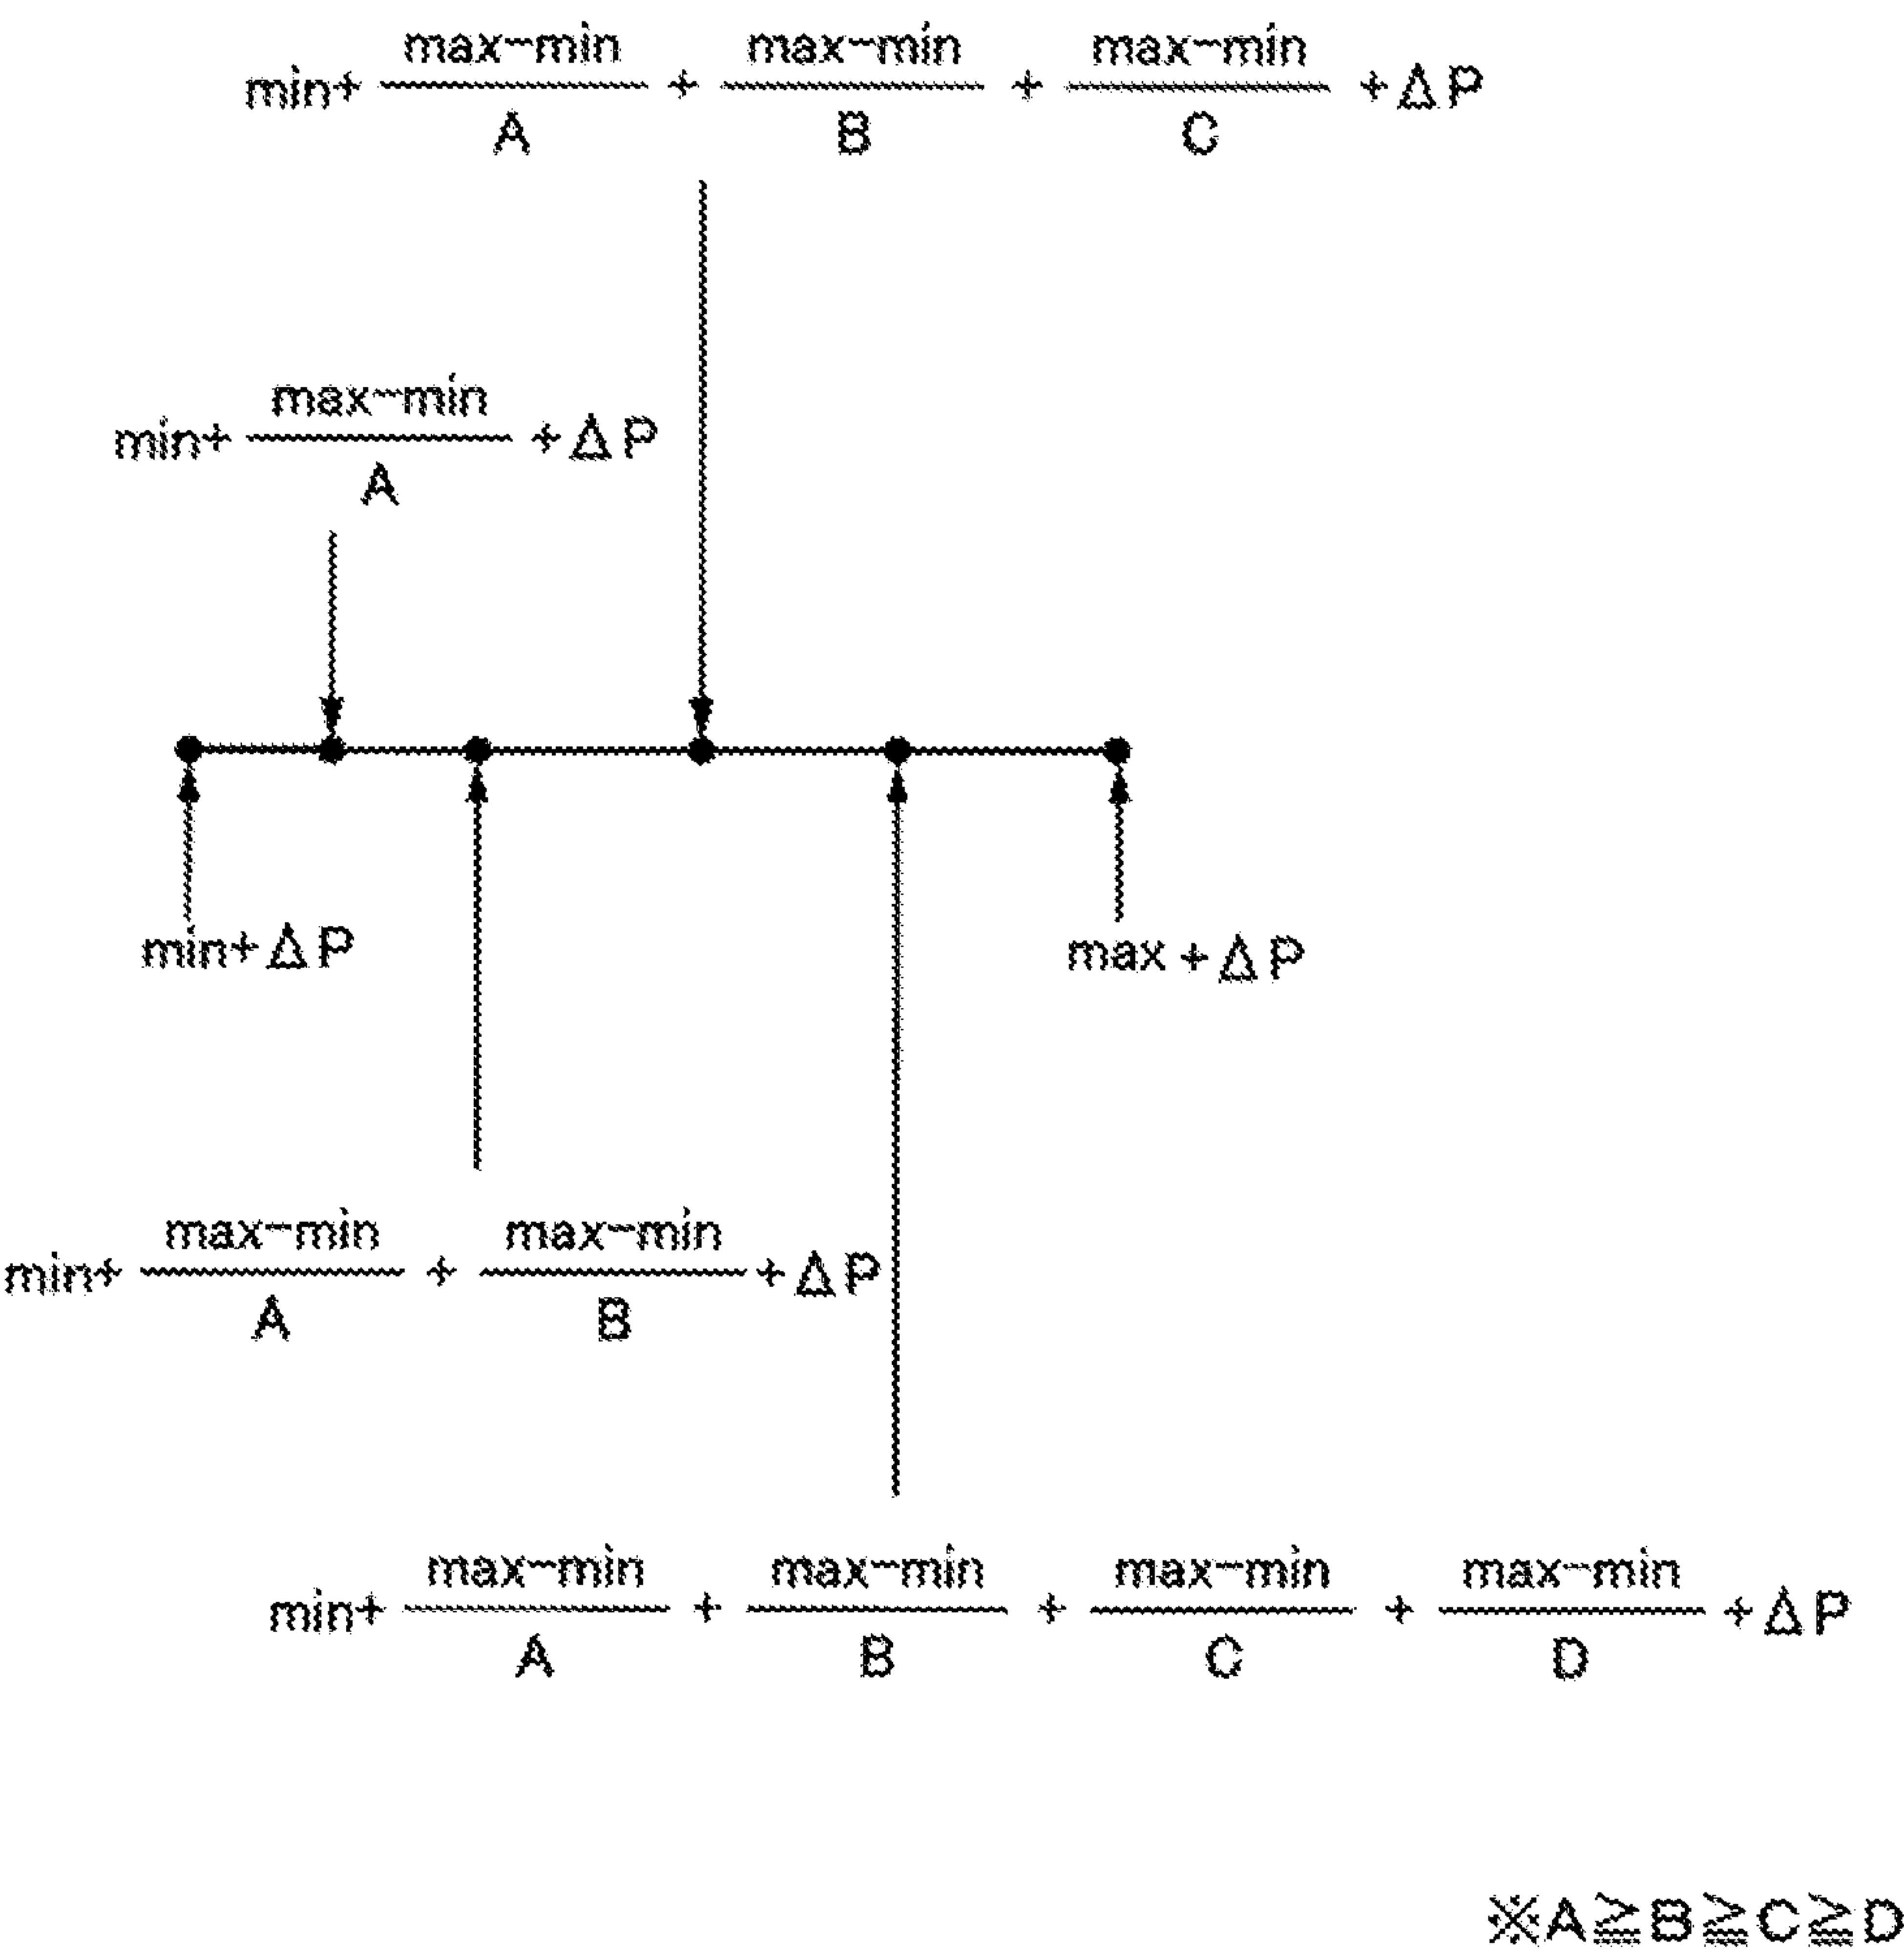 min+ max-min/A + max-min/B + max-min/C +ΔP
min+ max-min/A +ΔP
min+ΔP
max+ΔP
min+ max-min/A + max-min/B +ΔP
min+ max-min/A + max-min/B + max-min/C + max-min/D +ΔP
※A≧B≧C≧D